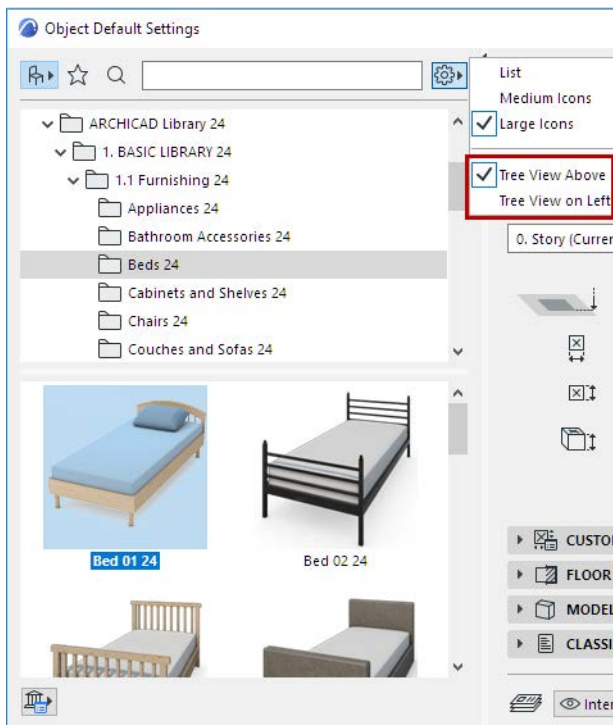 Object Default Settings
List
Medium Icons
Large Icons
Tree View Above
Tree View on Left
ARCHICAD Library 24
1. BASIC LIBRARY 24
1.1 Furnishing 24
Appliances 24
Bathroom Accessories 24
Beds 24
Cabinets and Shelves 24
Chairs 24
Couches and Sofas 24
0. Story (Curren
Bed 01 24
Bed 02 24
CUSTO
FLOOR
MODEL
CLASSI
Inter